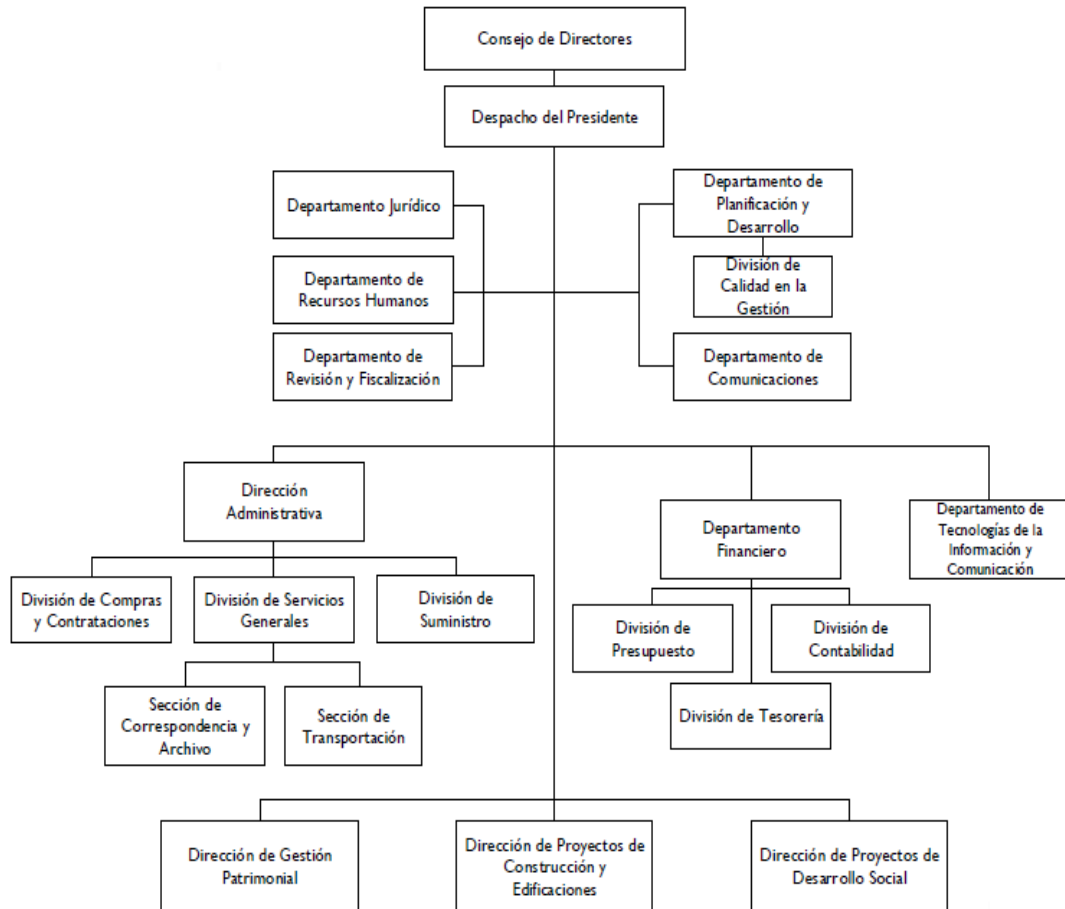 Consejo de Directores
Despacho del Presidente
Departamento Jurídico
Departamento de
Recursos Humanos
Departamento de
Revisión y Fiscalización
Departamento de
Planificación y
Desarrollo
División de
Calidad en la
Gestión
Departamento de
Comunicaciones
Dirección
Administrativa
División de Compras
y Contrataciones
División de Servicios
Generales
División de
Suministro
Sección de
Correspondencia y
Archivo
Sección de
Transportación
Departamento
Financiero
División de
Presupuesto
División de
Contabilidad
División de Tesorería
Departamento de
Tecnologías de la
Información y
Comunicación
Dirección de Gestión
Patrimonial
Dirección de Proyectos de
Construcción y
Edificaciones
Dirección de Proyectos de
Desarrollo Social